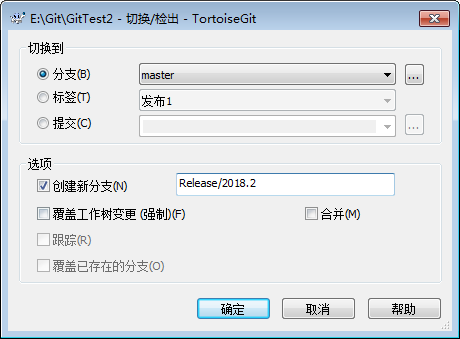 E:\Git\GitTest2 - 切换/检出 - TortoiseGit
切换到
分支(B) master ...
标签(T) 发布1
提交(C) ...
选项
创建新分支(N) Release/2018.2
覆盖工作树变更 (强制)(F) 合并(M)
跟踪(R)
覆盖已存在的分支(O)
确定 取消 帮助